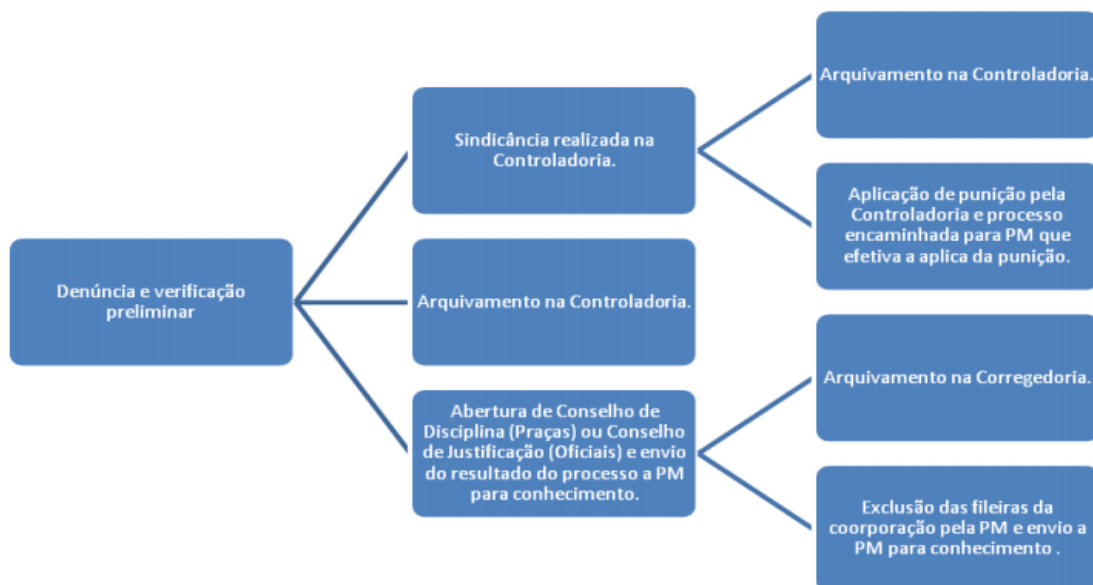 Denúncia e verificação
preliminar
Sindicância realizada na
Controladoria.
Arquivamento na Controladoria.
Abertura de Conselho de
Disciplina (Praças) ou Conselho
de Justificação (Oficiais) e envio
do resultado do processo a PM
para conhecimento.
Arquivamento na Controladoria.
Aplicação de punição pela
Controladoria e processo
encaminhada para PM que
efetiva a aplica da punição.
Arquivamento na Corregedoria.
Exclusão das fileiras da
coorporação pela PM e envio a
PM para conhecimento .